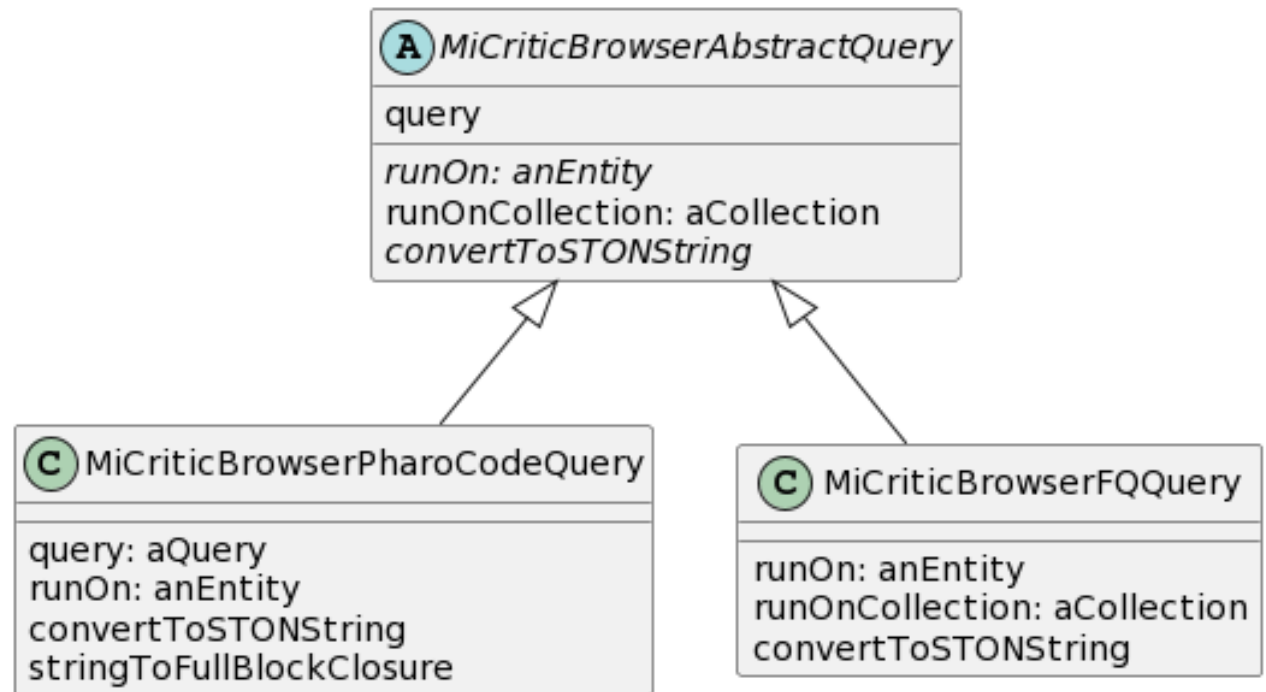 A MiCriticBrowserAbstractQuery
query
runOn: anEntity
runOnCollection: aCollection
convertToSTONString
C MiCriticBrowserPharoCodeQuery
query: aQuery
runOn: anEntity
convertToSTONString
stringToFullBlockClosure
C MiCriticBrowserFQQuery
runOn: anEntity
runOnCollection: aCollection
convertToSTONString